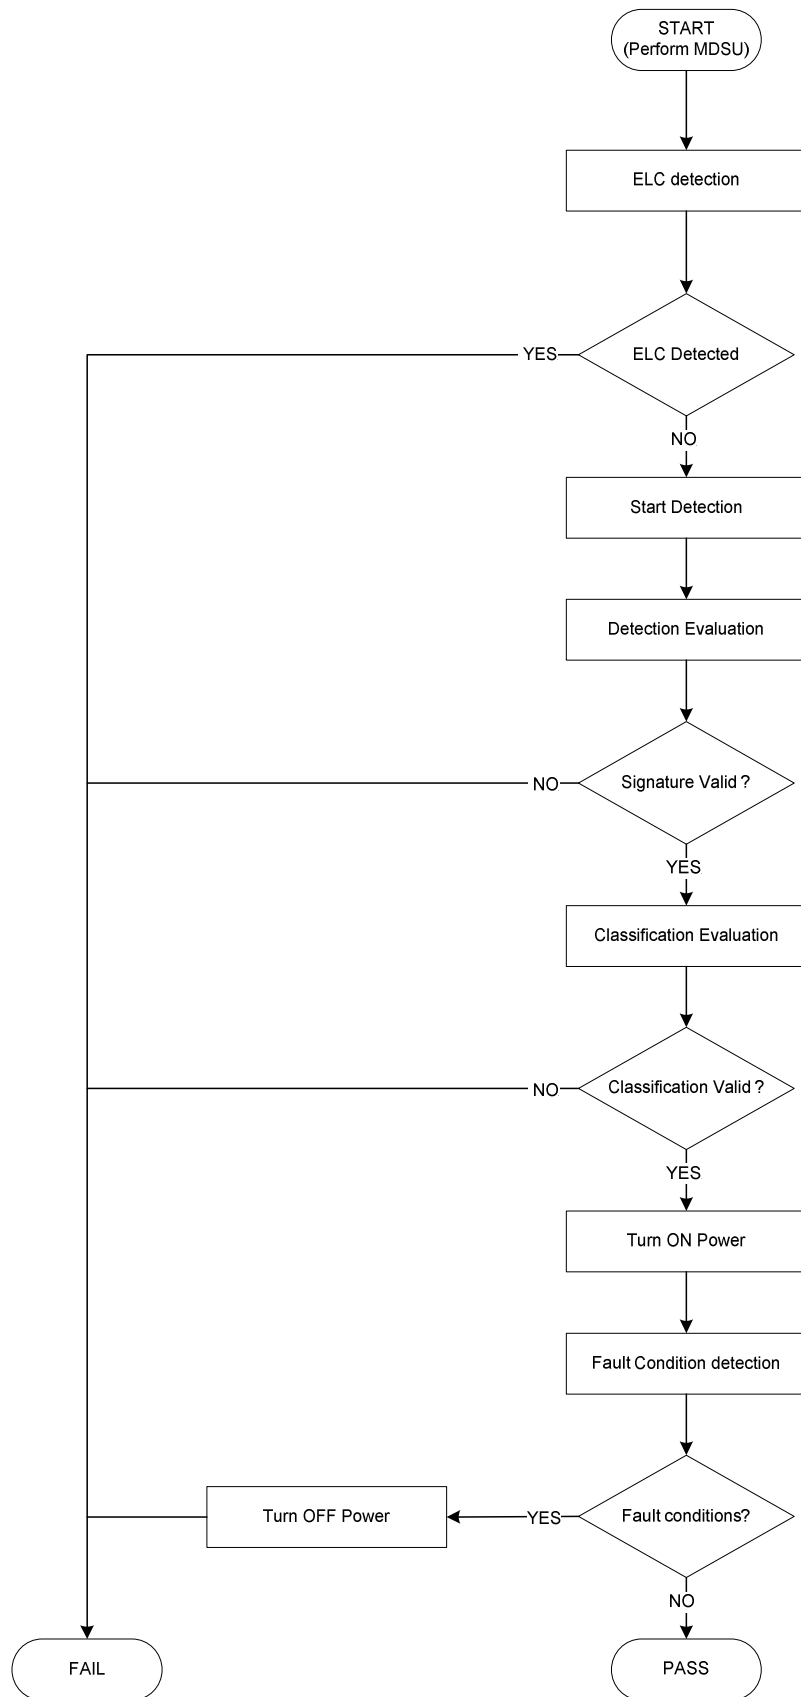 START
(Perform MDSU)
ELC detection
ELC Detected
YES
NO
Start Detection
Detection Evaluation
Signature Valid ?
NO
YES
Classification Evaluation
Classification Valid ?
NO
YES
Turn ON Power
Fault Condition detection
Fault conditions?
YES
Turn OFF Power
NO
FAIL
PASS